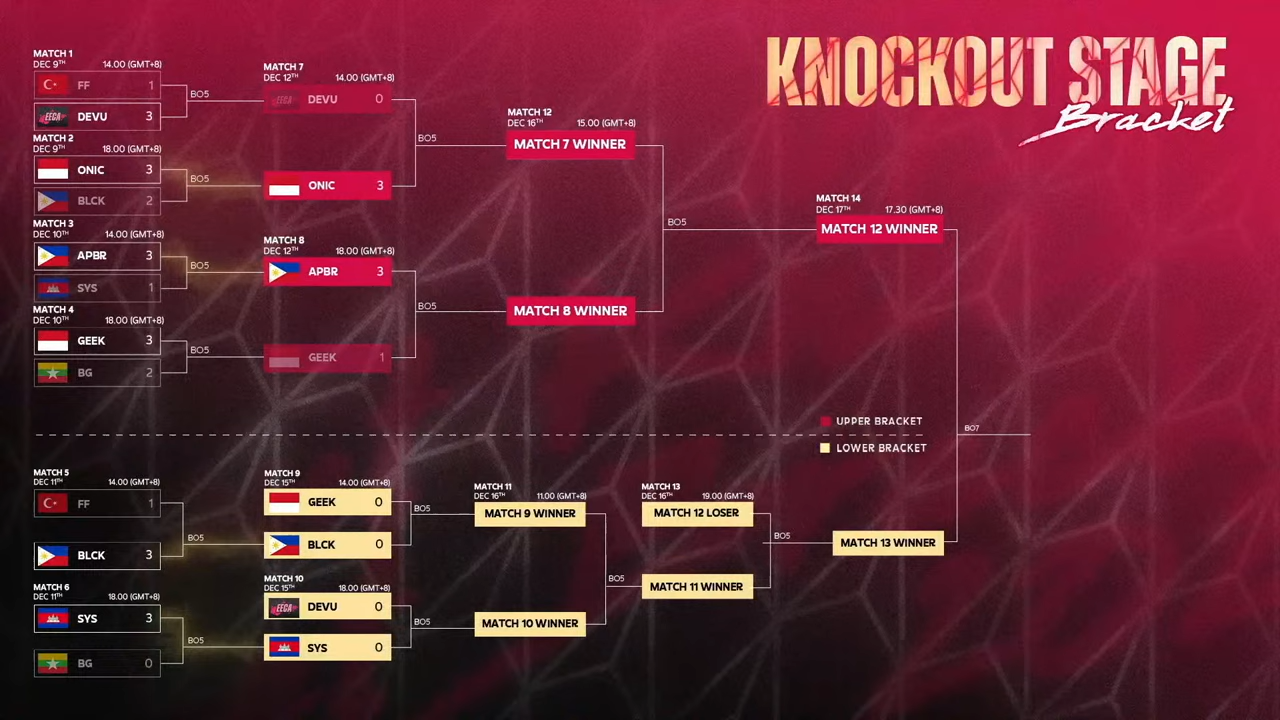 KNOCKOUT STAGE
Bracket
MATCH 1
DEC 9TH 14.00 (GMT+8)
FF 1
BO5
EECA DEVU 3
MATCH 2
DEC 9TH 18.00 (GMT+8)
ONIC 3
BO5
BLCK 2
MATCH 3
DEC 10TH 14.00 (GMT+8)
APBR 3
BO5
SYS 1
MATCH 4
DEC 10TH 18.00 (GMT+8)
GEEK 3
BO5
BG 2
MATCH 7
DEC 12TH 14.00 (GMT+8)
EECA DEVU 0
BO5
ONIC 3
MATCH 8
DEC 12TH 18.00 (GMT+8)
APBR 3
BO5
GEEK 1
MATCH 12
DEC 16TH 15.00 (GMT+8)
MATCH 7 WINNER
BO5
MATCH 8 WINNER
MATCH 14
DEC 17TH 17.30 (GMT+8)
MATCH 12 WINNER
UPPER BRACKET
BO7
LOWER BRACKET
MATCH 5
DEC 11TH 14.00 (GMT+8)
FF 1
BO5
BLCK 3
MATCH 6
DEC 11TH 18.00 (GMT+8)
SYS 3
BO5
BG 0
MATCH 9
DEC 15TH 14.00 (GMT+8)
GEEK 0
BO5
BLCK 0
MATCH 10
DEC 15TH 18.00 (GMT+8)
EECA DEVU 0
BO5
SYS 0
MATCH 11
DEC 16TH 11.00 (GMT+8)
MATCH 9 WINNER
BO5
MATCH 10 WINNER
MATCH 13
DEC 16TH 19.00 (GMT+8)
MATCH 12 LOSER
BO5
MATCH 11 WINNER
MATCH 13 WINNER